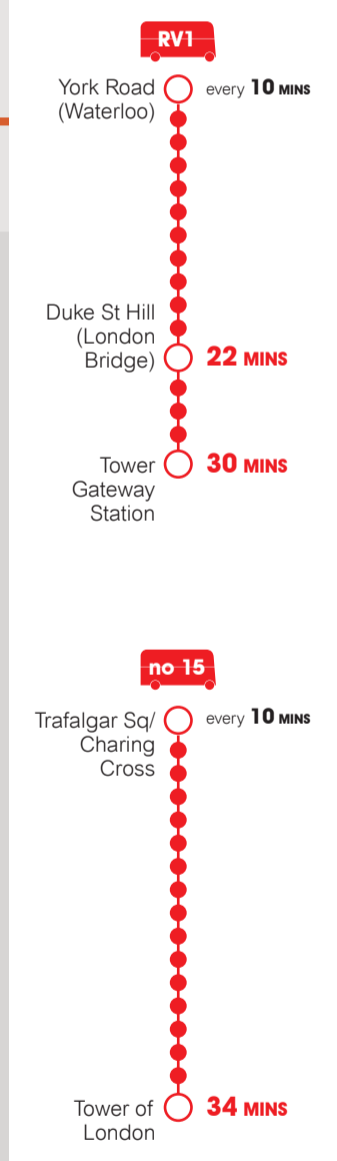 RV1
York Road
(Waterloo)
every 10 MINS
Duke St Hill
(London
Bridge)
22 MINS
Tower
Gateway
Station
30 MINS
no 15
Trafalgar Sq/
Charing
Cross
every 10 MINS
Tower of
London
34 MINS